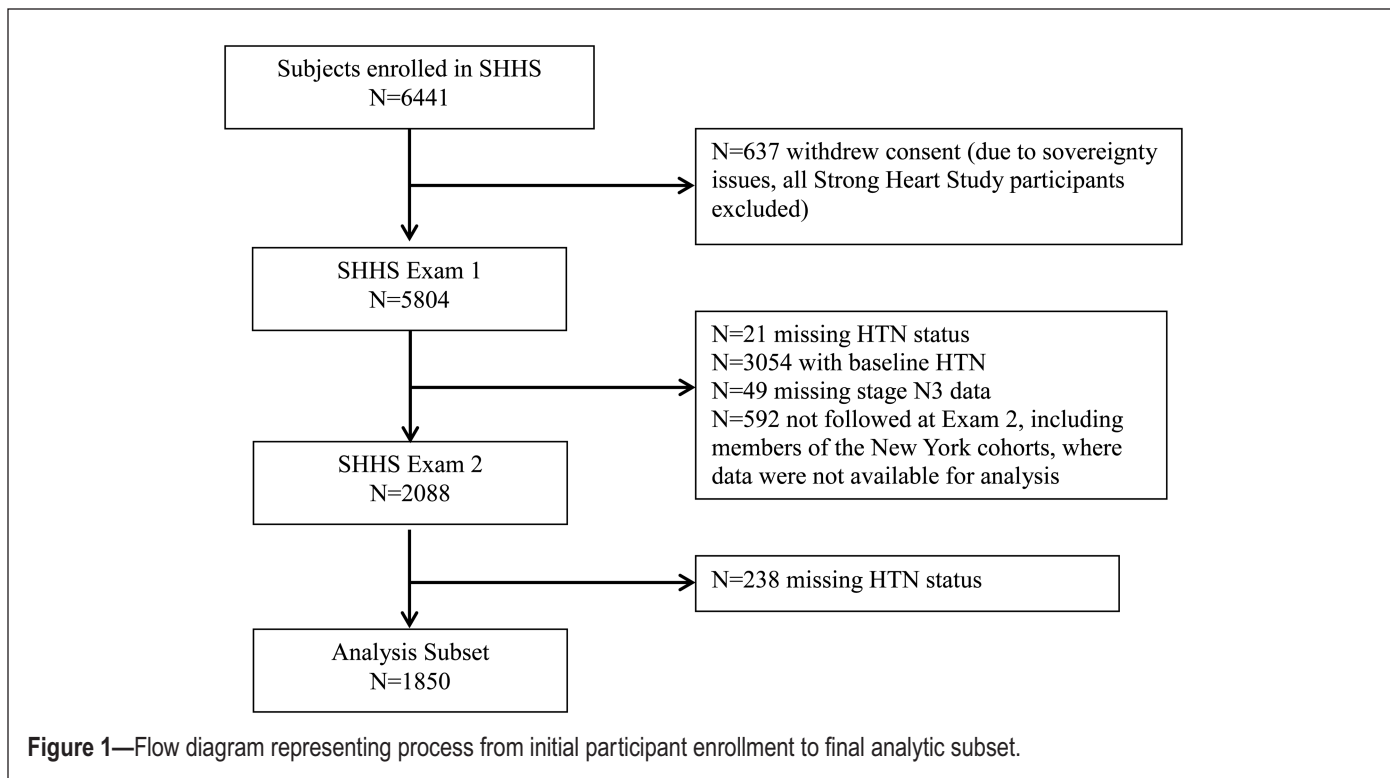 Subjects enrolled in SHHS
N=6441
N=637 withdrew consent (due to sovereignty
issues, all Strong Heart Study participants
excluded)
SHHS Exam 1
N=5804
N=21 missing HTN status
N=3054 with baseline HTN
N=49 missing stage N3 data
N=592 not followed at Exam 2, including
members of the New York cohorts, where
data were not available for analysis
SHHS Exam 2
N=2088
N=238 missing HTN status
Analysis Subset
N=1850
Figure 1—Flow diagram representing process from initial participant enrollment to final analytic subset.